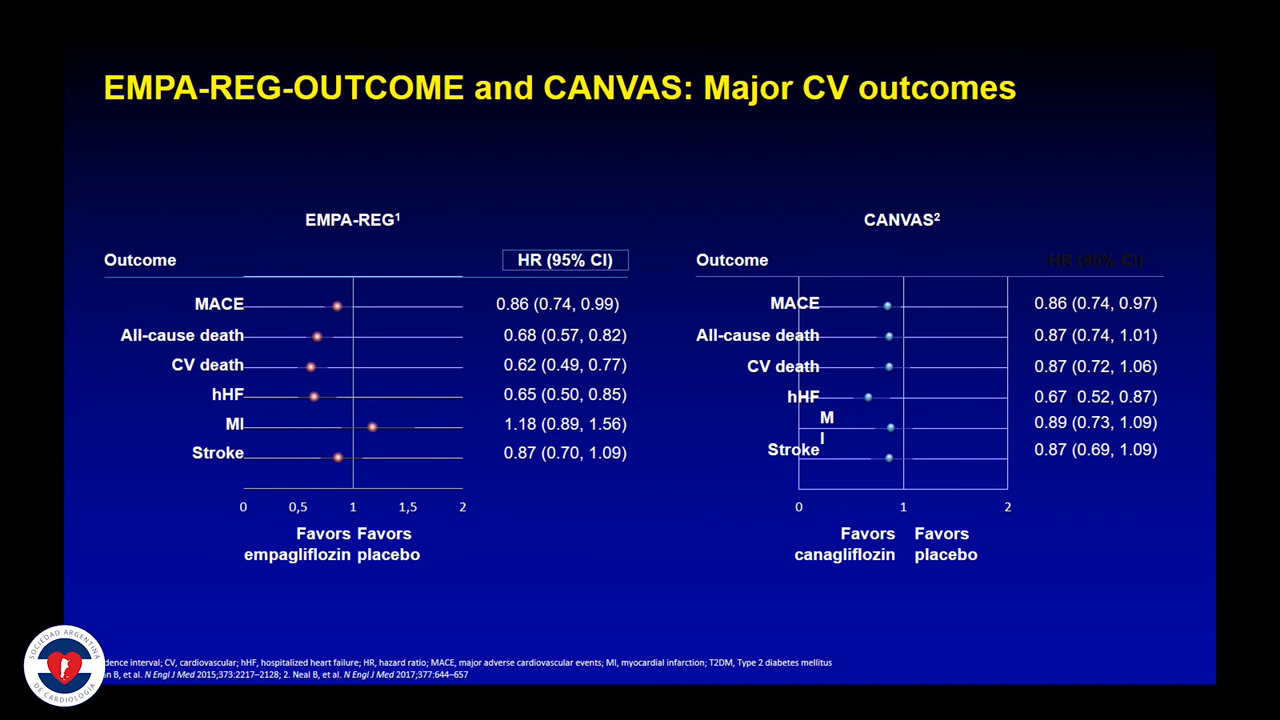 EMPA-REG-OUTCOME and CANVAS: Major CV outcomes
EMPA-REG1
Outcome
HR (95% CI)
MACE
0.86 (0.74, 0.99)
All-cause death
0.68 (0.57, 0.82)
CV death
0.62 (0.49, 0.77)
hHF
0.65 (0.50, 0.85)
MI
1.18 (0.89, 1.56)
Stroke
0.87 (0.70, 1.09)
0 0,5 1 1,5 2
Favors Favors
empagliflozin placebo
CANVAS2
Outcome
HR (95% CI)
MACE
0.86 (0.74, 0.97)
All-cause death
0.87 (0.74, 1.01)
CV death
0.87 (0.72, 1.06)
hHF
0.67 0.52, 0.87)
M
I
0.89 (0.73, 1.09)
Stroke
0.87 (0.69, 1.09)
0 1 2
Favors Favors
canagliflozin placebo
interval; CV, cardiovascular; hHF, hospitalized heart failure; HR, hazard ratio; MACE, major adverse cardiovascular events; MI, myocardial infarction; T2DM, Type 2 diabetes mellitus
B, et al. N Engl J Med 2015;373:2217–2128; 2. Neal B, et al. N Engl J Med 2017;377:644–657
SOCIEDAD ARGENTINA
DE CARDIOLOGÍA